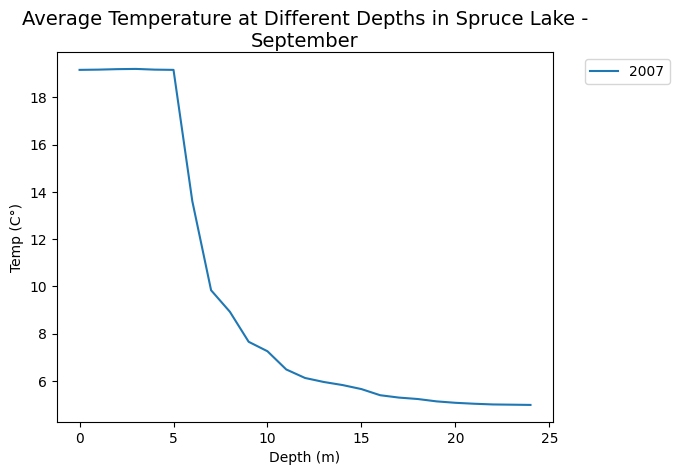 Average Temperature at Different Depths in Spruce Lake -
September
2007
18
16
14
12
10
8
6
Temp (C°)
0 5 10 15 20 25
Depth (m)